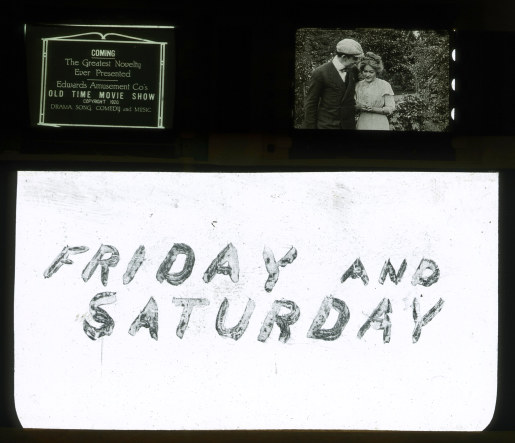 COMING
The Greatest Novelty
Ever Presented
Edwards Amusement Co's
OLD TIME MOVIE SHOW
DRAMA SONG, COMEDY and MUSIC
FRIDAY AND
SATURDAY